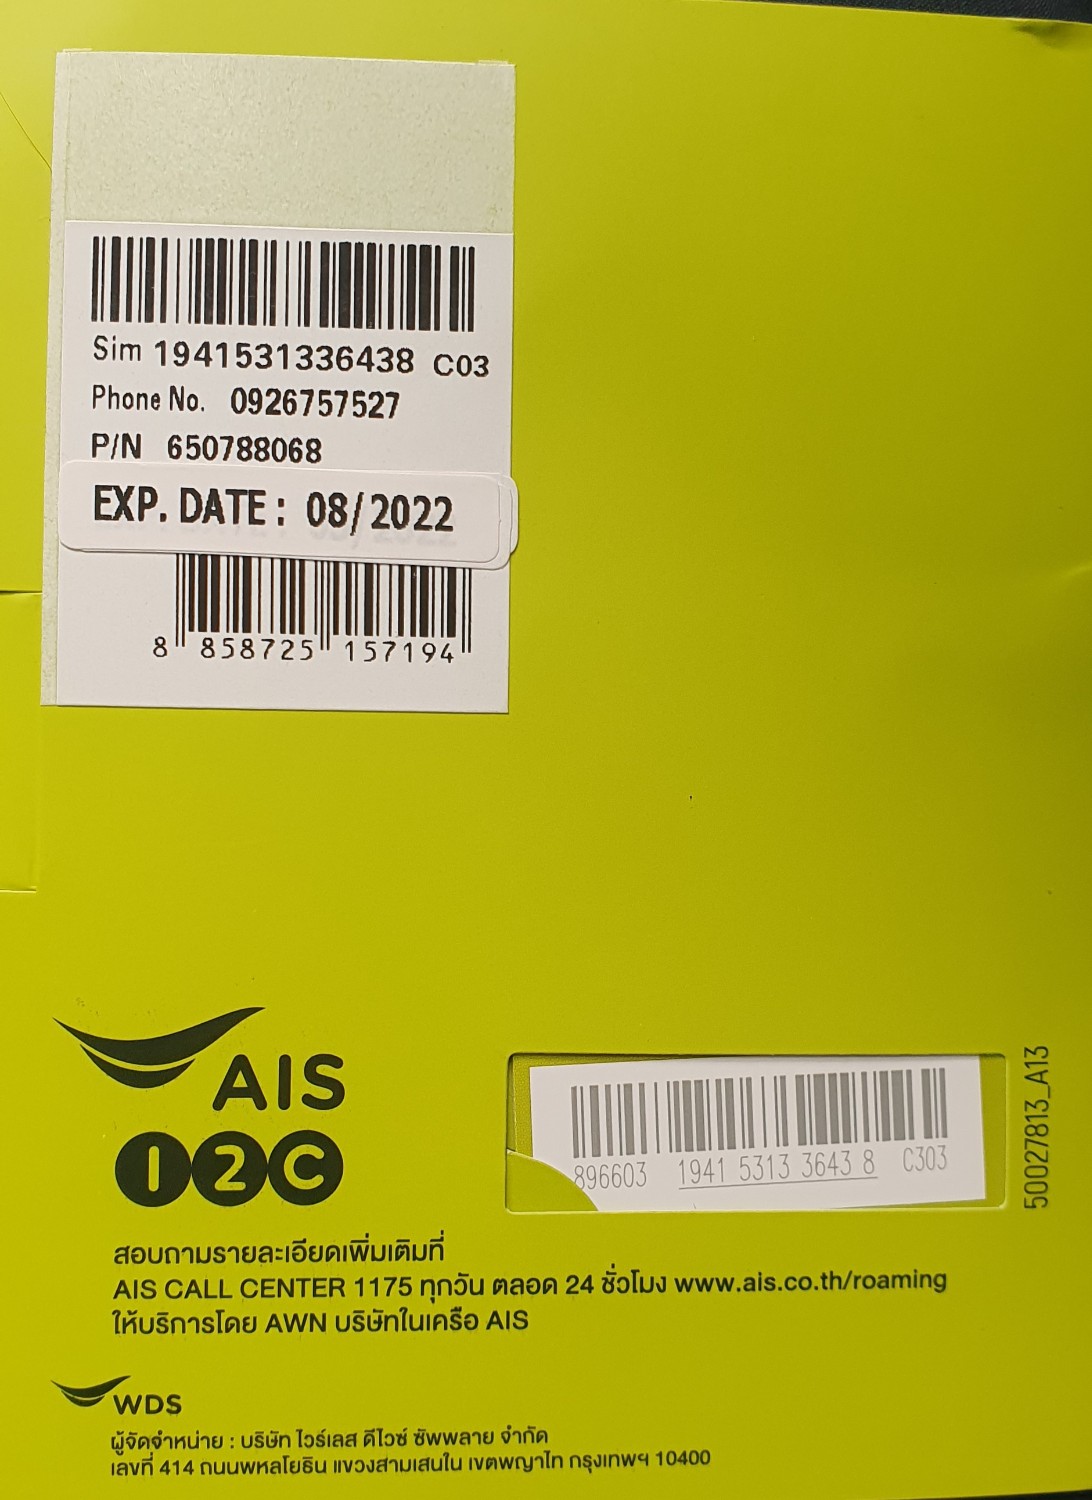 Sim 1941531336438 C03
Phone No. 0926757527
P/N 650788068
EXP. DATE : 08/2022
8 858725 157194
AIS
12C
896603 1941 5313 3643 8 C303
50027813_A13
สอบถามรายละเอียดเพิ่มเติมที่
AIS CALL CENTER 1175 ทุกวัน ตลอด 24 ชั่วโมง www.ais.co.th/roaming
ให้บริการโดย AWN บริษัทในเครือ AIS
WDS
ผู้จัดจำหน่าย : บริษัท ไวร์เลส ดีไวซ์ ซัพพลาย จำกัด
เลขที่ 414 ถนนพหลโยธิน แขวงสามเสนใน เขตพญาไท กรุงเทพฯ 10400